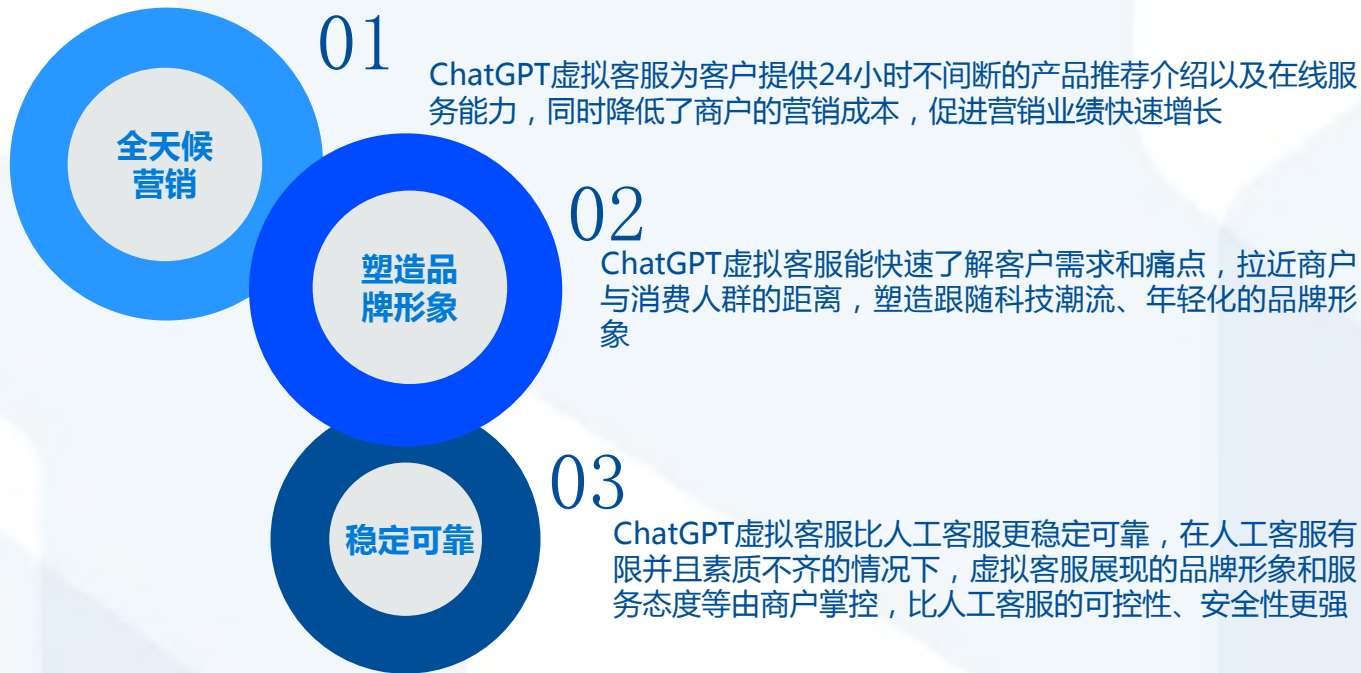 01
ChatGPT虚拟客服为客户提供24小时不间断的产品推荐介绍以及在线服
务能力，同时降低了商户的营销成本，促进营销业绩快速增长
全天候
营销
02
ChatGPT虚拟客服能快速了解客户需求和痛点，拉近商户
与消费人群的距离，塑造跟随科技潮流、年轻化的品牌形
象
塑造品
牌形象
03
ChatGPT虚拟客服比人工客服更稳定可靠，在人工客服有
限并且素质不齐的情况下，虚拟客服展现的品牌形象和服
务态度等由商户掌控，比人工客服的可控性、安全性更强
稳定可靠